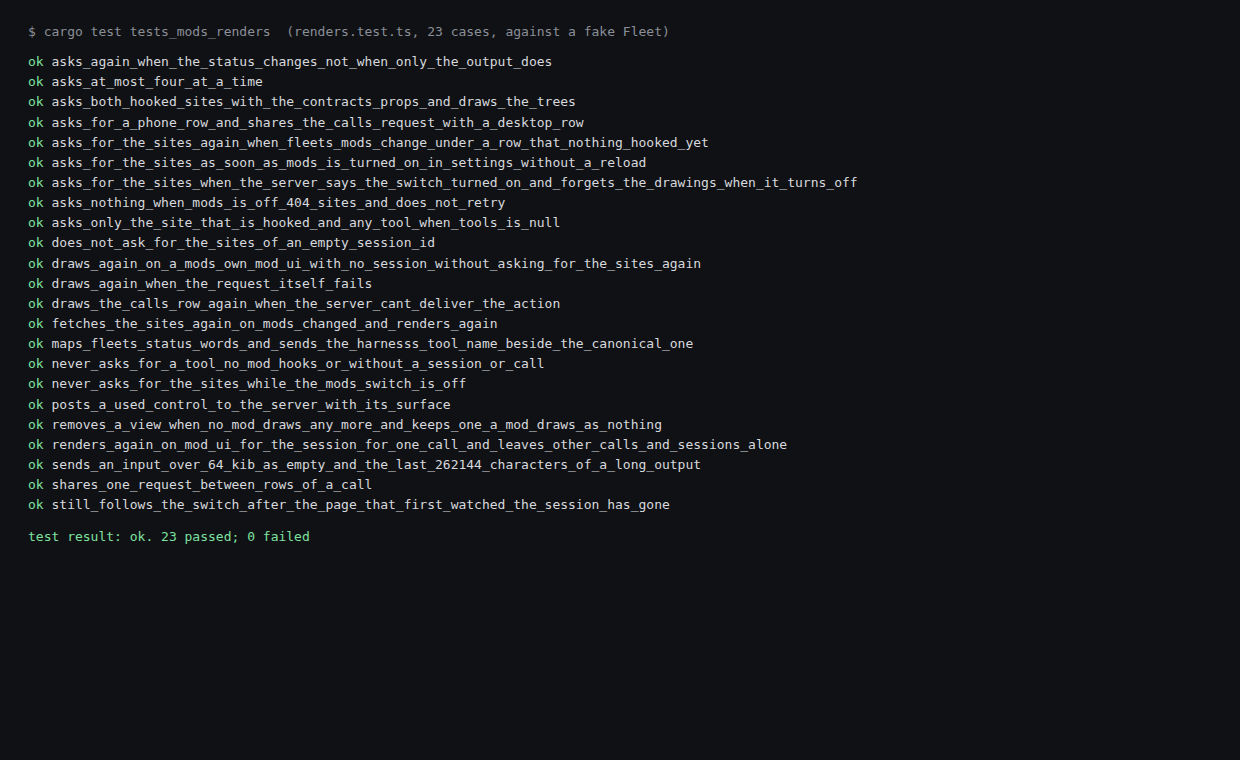 $ cargo test tests_mods_renders  (renders.test.ts, 23 cases, against a fake Fleet)
ok asks_again_when_the_status_changes_not_when_only_the_output_does
ok asks_at_most_four_at_a_time
ok asks_both_hooked_sites_with_the_contracts_props_and_draws_the_trees
ok asks_for_a_phone_row_and_shares_the_calls_request_with_a_desktop_row
ok asks_for_the_sites_again_when_fleets_mods_change_under_a_row_that_nothing_hooked_yet
ok asks_for_the_sites_as_soon_as_mods_is_turned_on_in_settings_without_a_reload
ok asks_for_the_sites_when_the_server_says_the_switch_turned_on_and_forgets_the_drawings_when_it_turns_off
ok asks_nothing_when_mods_is_off_404_sites_and_does_not_retry
ok asks_only_the_site_that_is_hooked_and_any_tool_when_tools_is_null
ok does_not_ask_for_the_sites_of_an_empty_session_id
ok draws_again_on_a_mods_own_mod_ui_with_no_session_without_asking_for_the_sites_again
ok draws_again_when_the_request_itself_fails
ok draws_the_calls_row_again_when_the_server_cant_deliver_the_action
ok fetches_the_sites_again_on_mods_changed_and_renders_again
ok maps_fleets_status_words_and_sends_the_harnesss_tool_name_beside_the_canonical_one
ok never_asks_for_a_tool_no_mod_hooks_or_without_a_session_or_call
ok never_asks_for_the_sites_while_the_mods_switch_is_off
ok posts_a_used_control_to_the_server_with_its_surface
ok removes_a_view_when_no_mod_draws_any_more_and_keeps_one_a_mod_draws_as_nothing
ok renders_again_on_mod_ui_for_the_session_for_one_call_and_leaves_other_calls_and_sessions_alone
ok sends_an_input_over_64_kib_as_empty_and_the_last_262144_characters_of_a_long_output
ok shares_one_request_between_rows_of_a_call
ok still_follows_the_switch_after_the_page_that_first_watched_the_session_has_gone
test result: ok. 23 passed; 0 failed